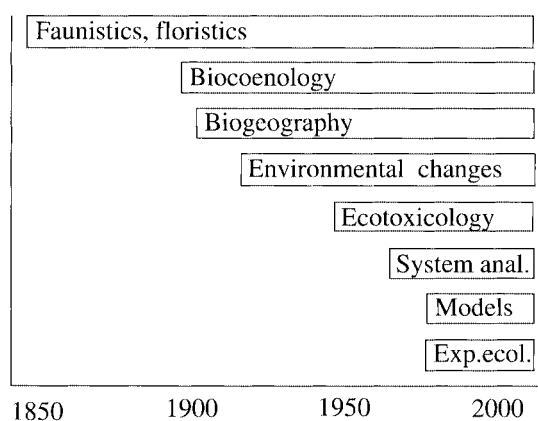 Faunistics, floristics
Biocoenology
Biogeography
Environmental changes
Ecotoxicology
System anal.
Models
Exp.ecol.
1850 1900 1950 2000